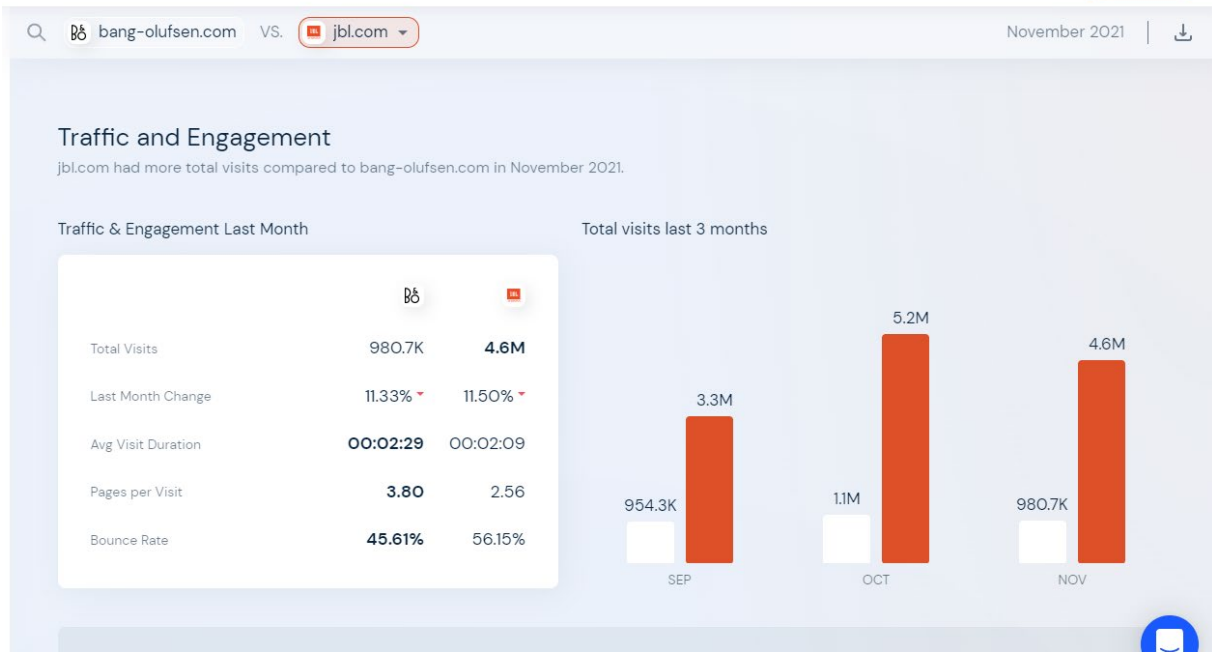 bang-olufsen.com VS. JBL jbl.com November 2021
Traffic and Engagement
jbl.com had more total visits compared to bang-olufsen.com in November 2021.
Traffic & Engagement Last Month
Total visits last 3 months
B&O JBL
Total Visits 980.7K 4.6M
Last Month Change 11.33% 11.50%
Avg Visit Duration 00:02:29 00:02:09
Pages per Visit 3.80 2.56
Bounce Rate 45.61% 56.15%
954.3K 3.3M 1.1M 5.2M 980.7K 4.6M
SEP OCT NOV